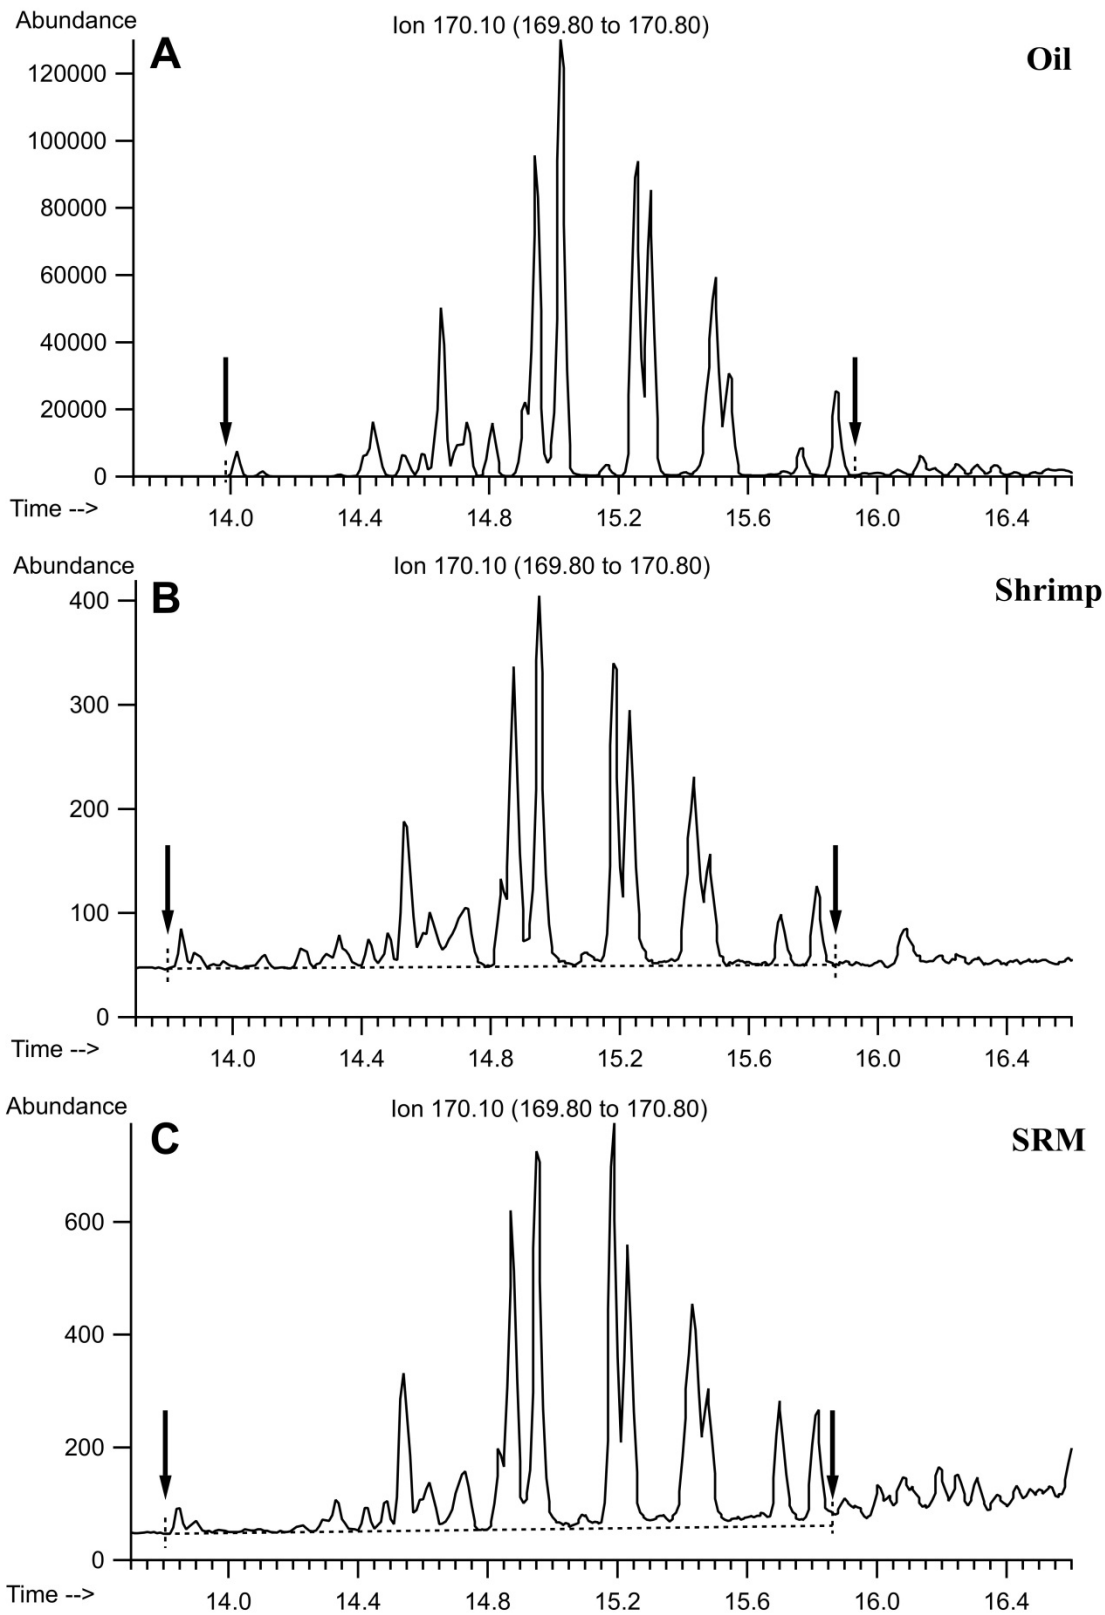 Abundance
Ion 170.10 (169.80 to 170.80)
A
Oil
120000
100000
80000
60000
40000
20000
0
Time -->
14.0 14.4 14.8 15.2 15.6 16.0 16.4
Abundance
Ion 170.10 (169.80 to 170.80)
B
Shrimp
400
300
200
100
0
Time -->
14.0 14.4 14.8 15.2 15.6 16.0 16.4
Abundance
Ion 170.10 (169.80 to 170.80)
C
SRM
600
400
200
0
Time -->
14.0 14.4 14.8 15.2 15.6 16.0 16.4